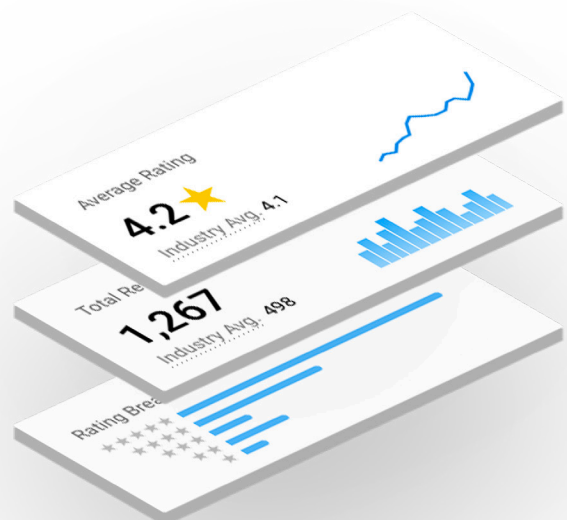 Average Rating
4.2
Industry Avg. 4.1
Total Re
1,267
Industry Avg. 498
Rating Brea